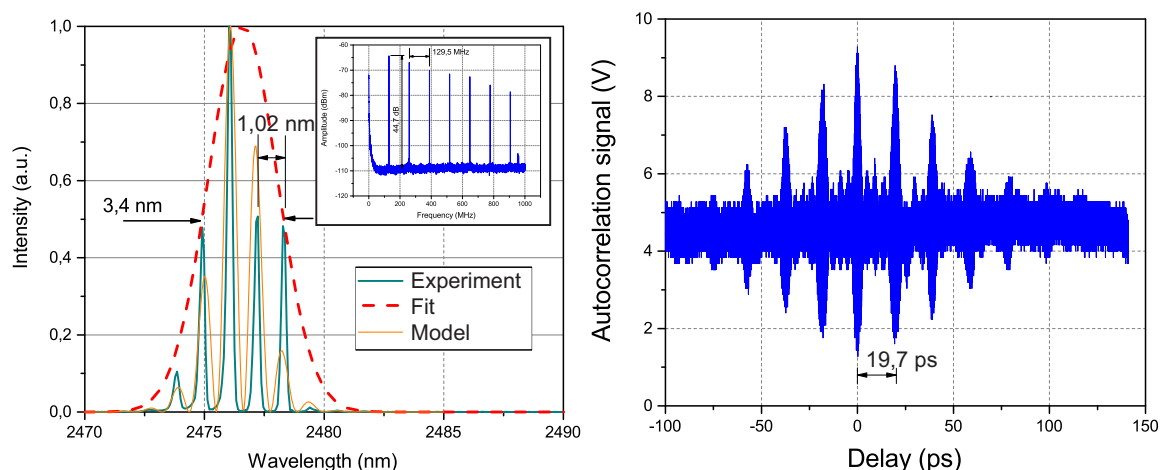 1,0
0,8
0,6
0,4
0,2
0,0
Intensity (a.u.)
2470
2475
2480
2485
2490
Wavelength (nm)
3,4 nm
1,02 nm
Experiment
Fit
Model
-60
-70
-80
-90
-100
-110
-120
Amplitude (dBm)
129,5 MHz
44,7 dB
0
200
400
600
800
1000
Frequency (MHz)
10
8
6
4
2
0
Autocorrelation signal (V)
19,7 ps
-100
-50
0
50
100
150
Delay (ps)